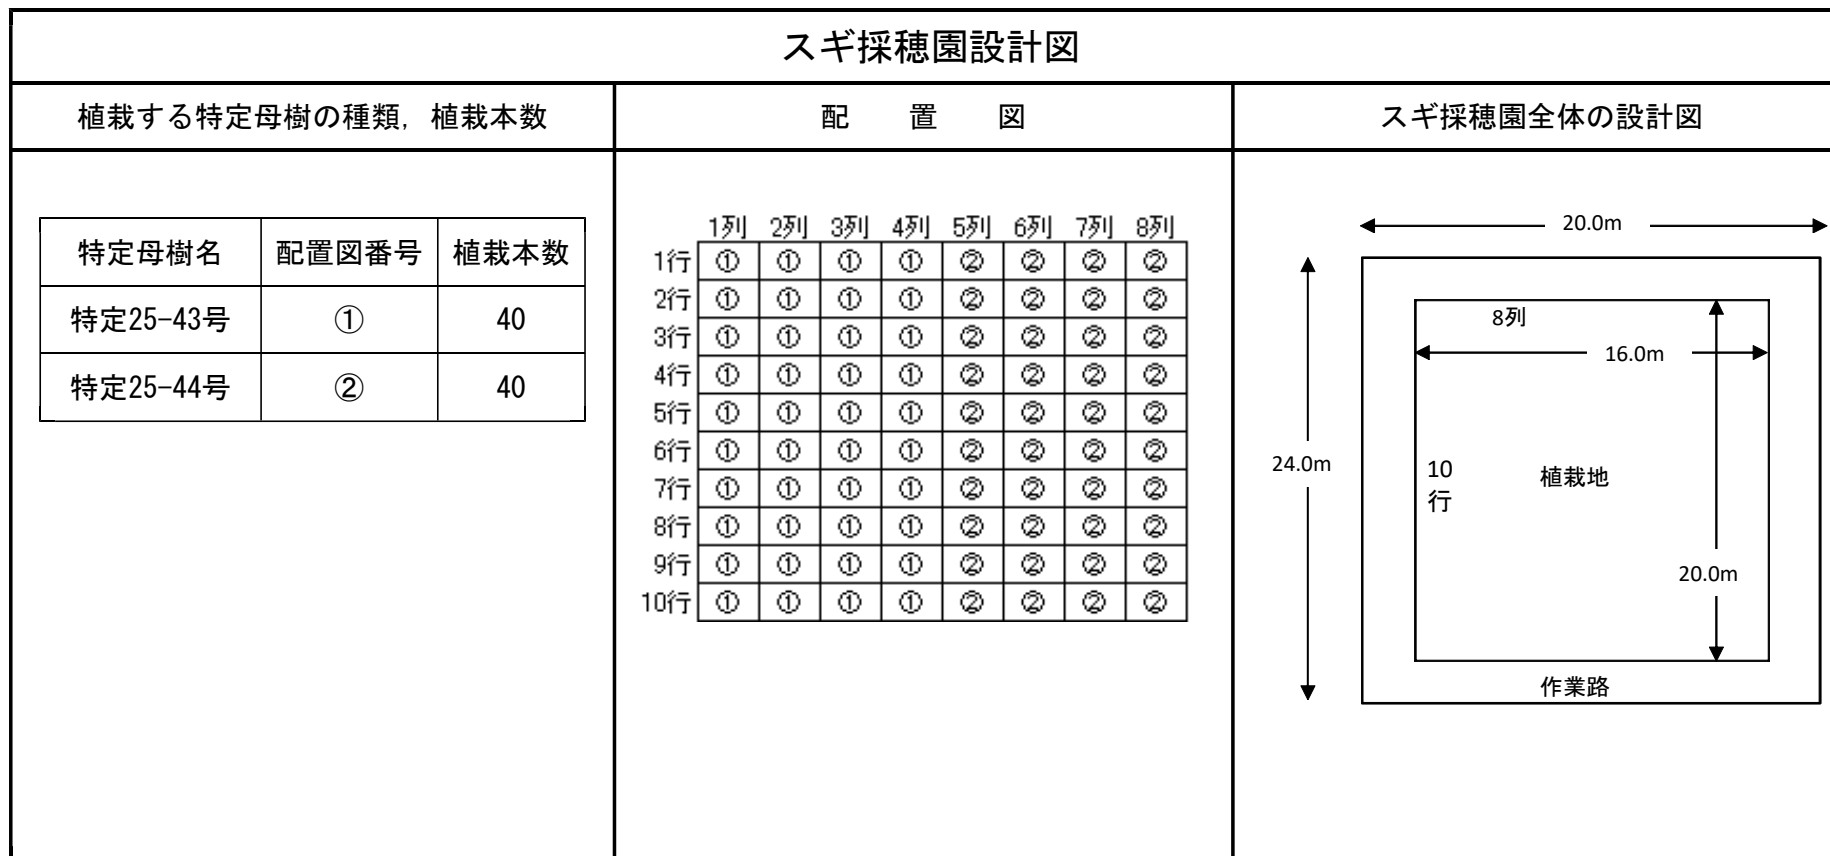 スギ採穂園設計図
植栽する特定母樹の種類，植栽本数
配 置 図
スギ採穂園全体の設計図
特定母樹名 配置図番号 植栽本数
特定25-43号 ① 40
特定25-44号 ② 40
1列 2列 3列 4列 5列 6列 7列 8列
1行 ① ① ① ① ② ② ② ②
2行 ① ① ① ① ② ② ② ②
3行 ① ① ① ① ② ② ② ②
4行 ① ① ① ① ② ② ② ②
5行 ① ① ① ① ② ② ② ②
6行 ① ① ① ① ② ② ② ②
7行 ① ① ① ① ② ② ② ②
8行 ① ① ① ① ② ② ② ②
9行 ① ① ① ① ② ② ② ②
10行 ① ① ① ① ② ② ② ②
20.0m
8列
16.0m
24.0m
10
行
植栽地
20.0m
作業路